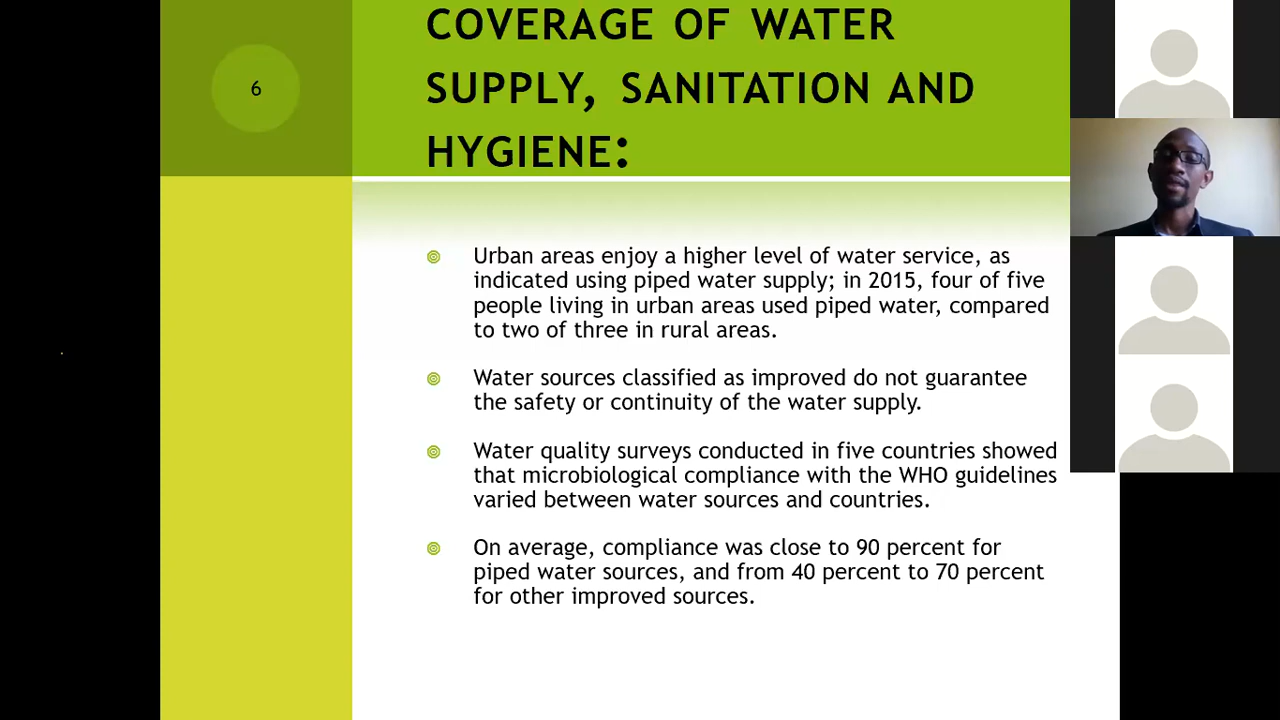 6
COVERAGE OF WATER
SUPPLY, SANITATION AND
HYGIENE:
Urban areas enjoy a higher level of water service, as
indicated using piped water supply; in 2015, four of five
people living in urban areas used piped water, compared
to two of three in rural areas.
Water sources classified as improved do not guarantee
the safety or continuity of the water supply.
Water quality surveys conducted in five countries showed
that microbiological compliance with the WHO guidelines
varied between water sources and countries.
On average, compliance was close to 90 percent for
piped water sources, and from 40 percent to 70 percent
for other improved sources.